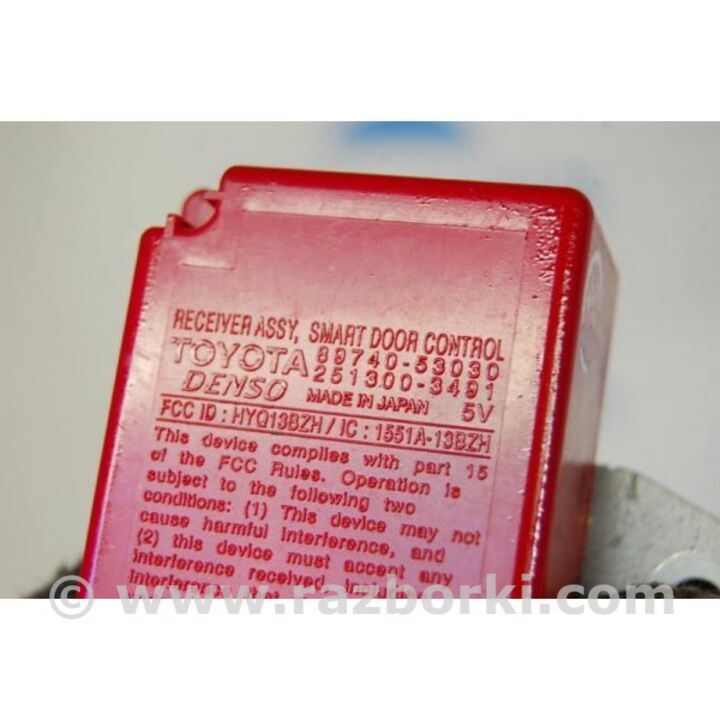 RECEIVER ASSY, SMART DOOR CONTROL
TOYOTA 89740-53030
DENSO 251300-3491
MADE IN JAPAN 5V
FCC ID : HYQ13BZH / IC : 1551A-13BZH
This device complies with part 15
of the FCC Rules. Operation is
subject to the following two
conditions: (1) This device may not
cause harmful interference, and
(2) this device must accept any
interference received,
© www.razborki.com